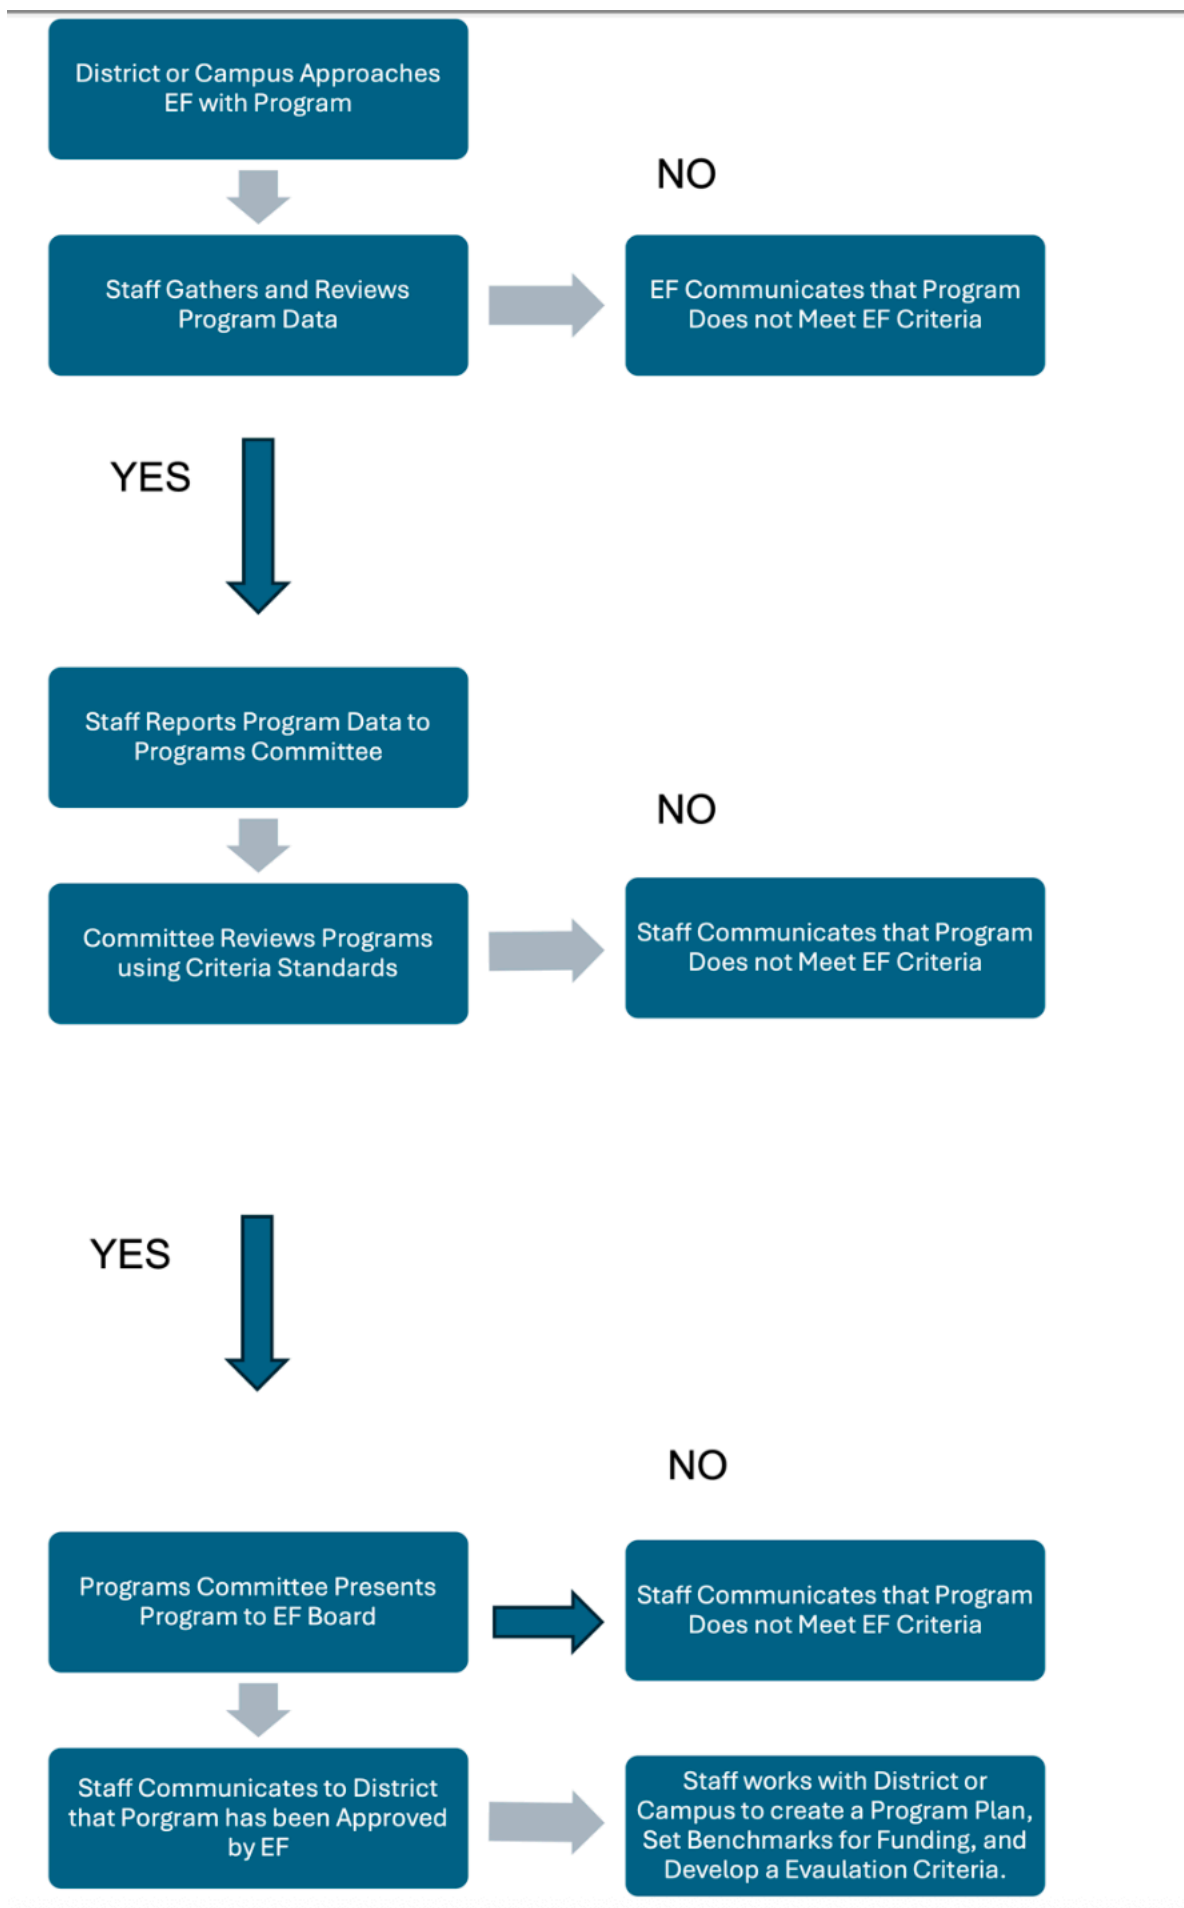 District or Campus Approaches
EF with Program
NO
Staff Gathers and Reviews
Program Data
EF Communicates that Program
Does not Meet EF Criteria
YES
Staff Reports Program Data to
Programs Committee
NO
Committee Reviews Programs
using Criteria Standards
Staff Communicates that Program
Does not Meet EF Criteria
YES
NO
Programs Committee Presents
Program to EF Board
Staff Communicates that Program
Does not Meet EF Criteria
Staff Communicates to District
that Porgram has been Approved
by EF
Staff works with District or
Campus to create a Program Plan,
Set Benchmarks for Funding, and
Develop a Evaulation Criteria.